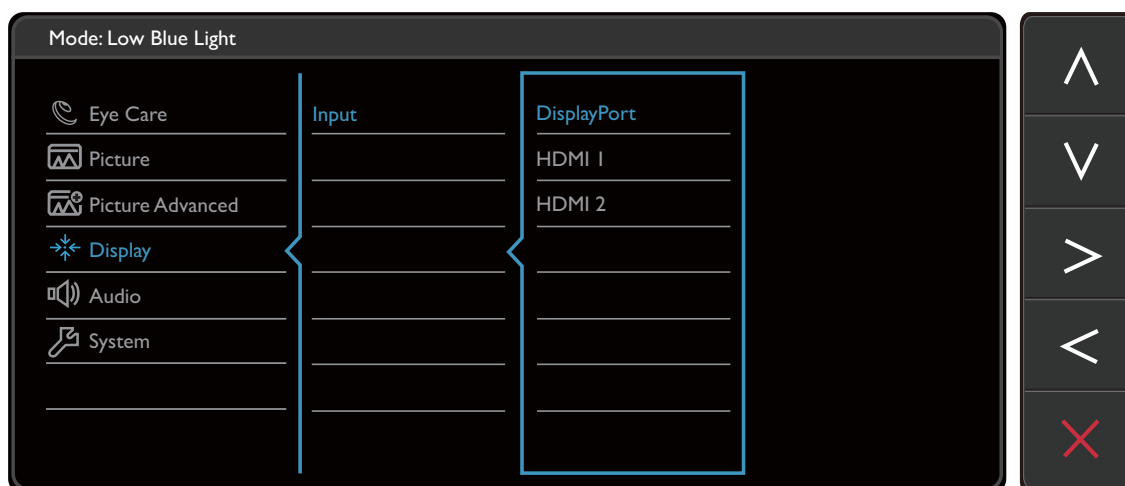 Mode: Low Blue Light
Eye Care
Picture
Picture Advanced
Display
Audio
System
Input
DisplayPort
HDMI 1
HDMI 2